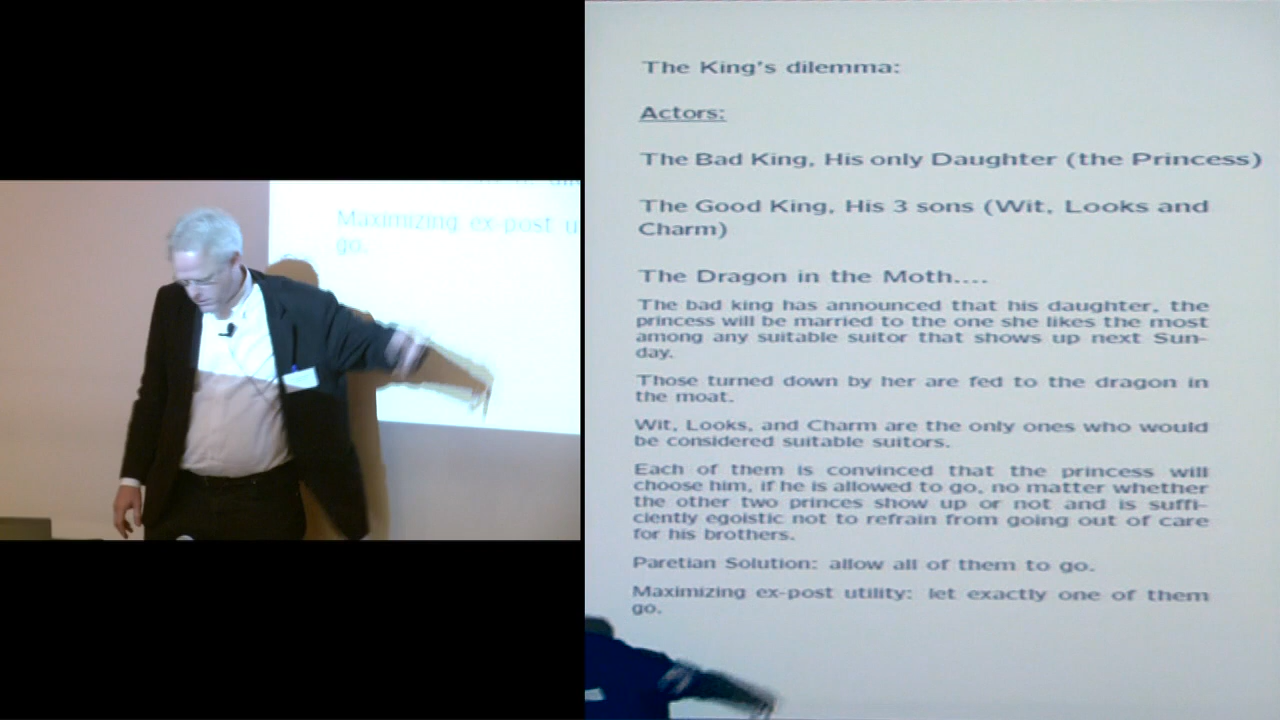 Maximizing ex-post u
go.
The King's dilemma:
Actors:
The Bad King, His only Daughter (the Princess)
The Good King, His 3 sons (Wit, Looks and
Charm)
The Dragon in the Moth....
The bad king has announced that his daughter, the
princess will be married to the one she likes the most
among any suitable suitor that shows up next Sun-
day.
Those turned down by her are fed to the dragon in
the moat.
Wit, Looks, and Charm are the only ones who would
be considered suitable suitors.
Each of them is convinced that the princess will
choose him, if he is allowed to go, no matter whether
the other two princes show up or not and is suffi-
ciently egoistic not to refrain from going out of care
for his brothers.
Paretian Solution: allow all of them to go.
Maximizing ex-post utility: let exactly one of them
go.